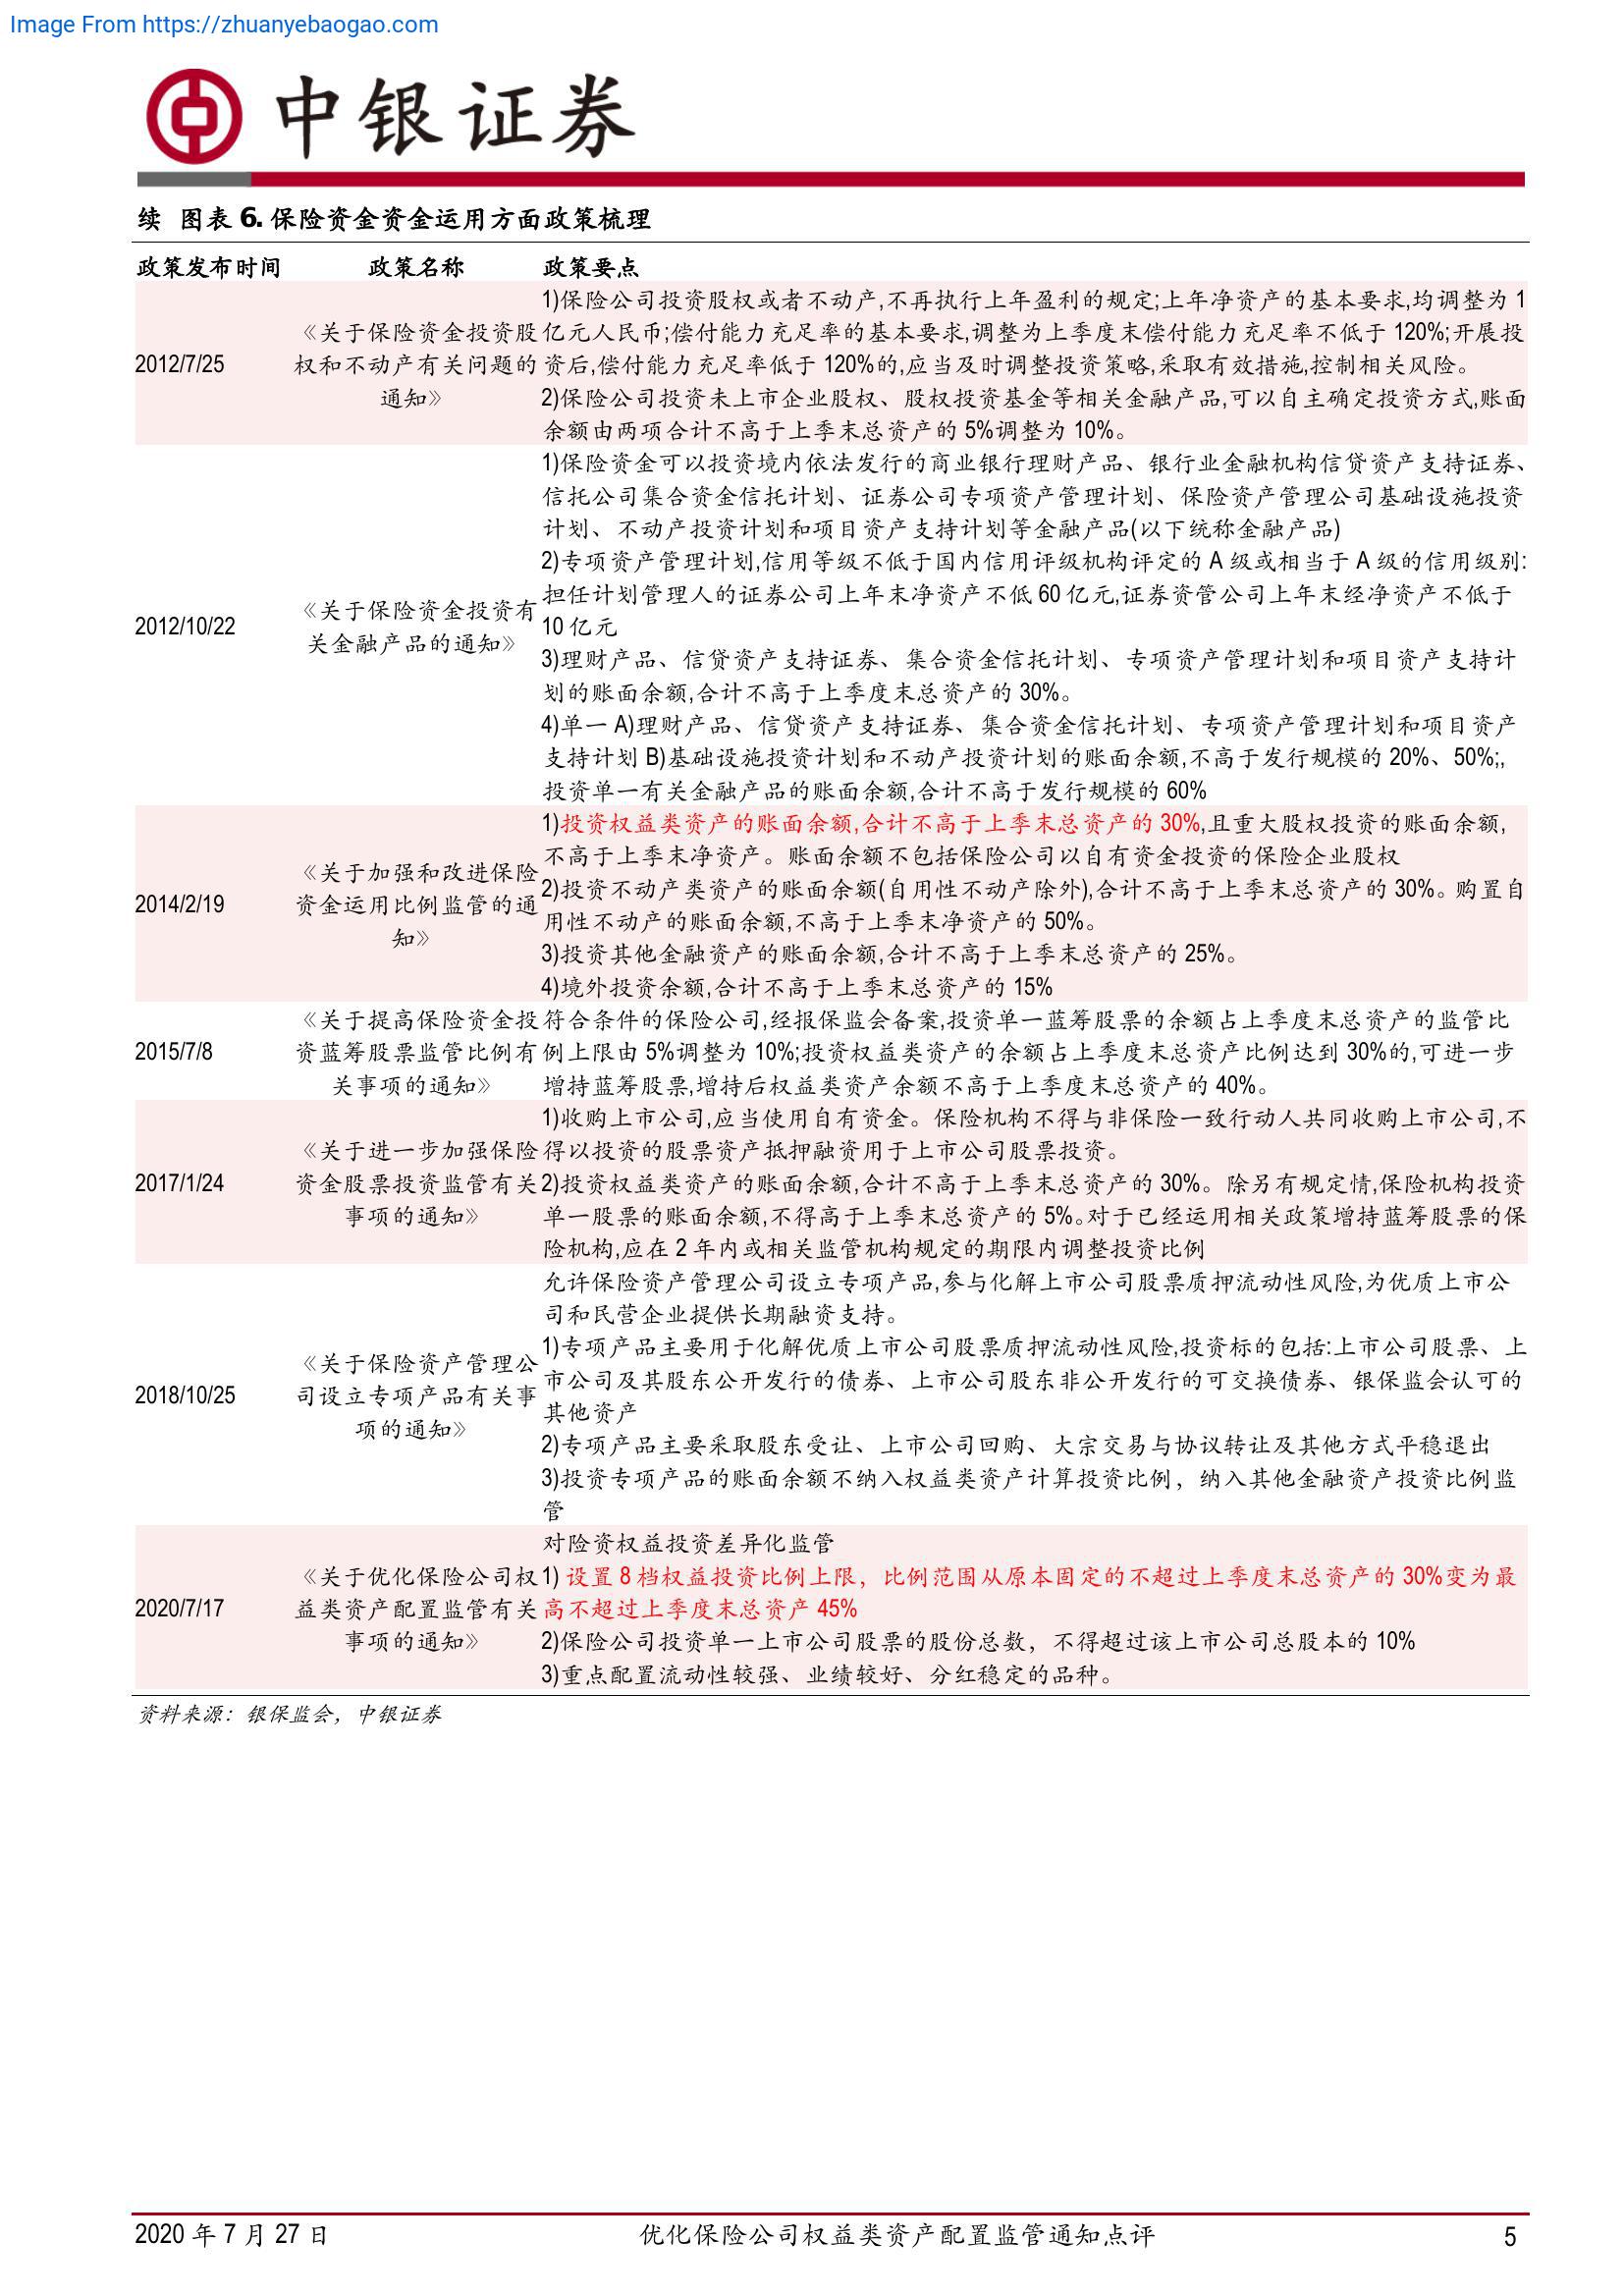 Image From https://zhuanyebaogao.com
中银证券
续 图表 6. 保险资金资金运用方面政策梳理
政策发布时间 政策名称 政策要点
2012/7/25
《关于保险资金投资股
权和不动产有关问题的
通知》
1)保险公司投资股权或者不动产,不再执行上年盈利的规定;上年净资产的基本要求,均调整为 1
亿元人民币;偿付能力充足率的基本要求,调整为上季度末偿付能力充足率不低于 120%;开展投
资后,偿付能力充足率低于 120%的,应当及时调整投资策略,采取有效措施,控制相关风险。
2)保险公司投资未上市企业股权、股权投资基金等相关金融产品,可以自主确定投资方式,账面
余额由两项合计不高于上季末总资产的 5%调整为 10%。
2012/10/22
《关于保险资金投资有
关金融产品的通知》
1)保险资金可以投资境内依法发行的商业银行理财产品、银行业金融机构信贷资产支持证券、
信托公司集合资金信托计划、证券公司专项资产管理计划、保险资产管理公司基础设施投资
计划、不动产投资计划和项目资产支持计划等金融产品(以下统称金融产品)
2)专项资产管理计划,信用等级不低于国内信用评级机构评定的 A 级或相当于 A 级的信用级别:
担任计划管理人的证券公司上年末净资产不低 60 亿元,证券资管公司上年末经净资产不低于
10 亿元
3)理财产品、信贷资产支持证券、集合资金信托计划、专项资产管理计划和项目资产支持计
划的账面余额,合计不高于上季度末总资产的 30%。
4)单一 A)理财产品、信贷资产支持证券、集合资金信托计划、专项资产管理计划和项目资产
支持计划 B)基础设施投资计划和不动产投资计划的账面余额,不高于发行规模的 20%、50%;,
投资单一有关金融产品的账面余额,合计不高于发行规模的 60%
2014/2/19
《关于加强和改进保险
资金运用比例监管的通
知》
1)投资权益类资产的账面余额,合计不高于上季末总资产的 30%,且重大股权投资的账面余额,
不高于上季末净资产。账面余额不包括保险公司以自有资金投资的保险企业股权
2)投资不动产类资产的账面余额(自用性不动产除外),合计不高于上季末总资产的 30%。购置自
用性不动产的账面余额,不高于上季末净资产的 50%。
3)投资其他金融资产的账面余额,合计不高于上季末总资产的 25%。
4)境外投资余额,合计不高于上季末总资产的 15%
2015/7/8
《关于提高保险资金投
资蓝筹股票监管比例有
关事项的通知》
符合条件的保险公司,经报保监会备案,投资单一蓝筹股票的余额占上季度末总资产的监管比
例上限由 5%调整为 10%;投资权益类资产的余额占上季度末总资产比例达到 30%的,可进一步
增持蓝筹股票,增持后权益类资产余额不高于上季度末总资产的 40%。
2017/1/24
《关于进一步加强保险
资金股票投资监管有关
事项的通知》
1)收购上市公司,应当使用自有资金。保险机构不得与非保险一致行动人共同收购上市公司,不
得以投资的股票资产抵押融资用于上市公司股票投资。
2)投资权益类资产的账面余额,合计不高于上季末总资产的 30%。除另有规定情,保险机构投资
单一股票的账面余额,不得高于上季末总资产的 5%。对于已经运用相关政策增持蓝筹股票的保
险机构,应在 2 年内或相关监管机构规定的期限内调整投资比例
2018/10/25
《关于保险资产管理公
司设立专项产品有关事
项的通知》
允许保险资产管理公司设立专项产品,参与化解上市公司股票质押流动性风险,为优质上市公
司和民营企业提供长期融资支持。
1)专项产品主要用于化解优质上市公司股票质押流动性风险,投资标的包括:上市公司股票、上
市公司及其股东公开发行的债券、上市公司股东非公开发行的可交换债券、银保监会认可的
其他资产
2)专项产品主要采取股东受让、上市公司回购、大宗交易与协议转让及其他方式平稳退出
3)投资专项产品的账面余额不纳入权益类资产计算投资比例，纳入其他金融资产投资比例监
管
2020/7/17
《关于优化保险公司权
益类资产配置监管有关
事项的通知》
对险资权益投资差异化监管
1) 设置 8 档权益投资比例上限，比例范围从原本固定的不超过上季度末总资产的 30%变为最
高不超过上季度末总资产 45%
2)保险公司投资单一上市公司股票的股份总数，不得超过该上市公司总股本的 10%
3)重点配置流动性较强、业绩较好、分红稳定的品种。
资料来源：银保监会，中银证券
2020 年 7 月 27 日 优化保险公司权益类资产配置监管通知点评 5